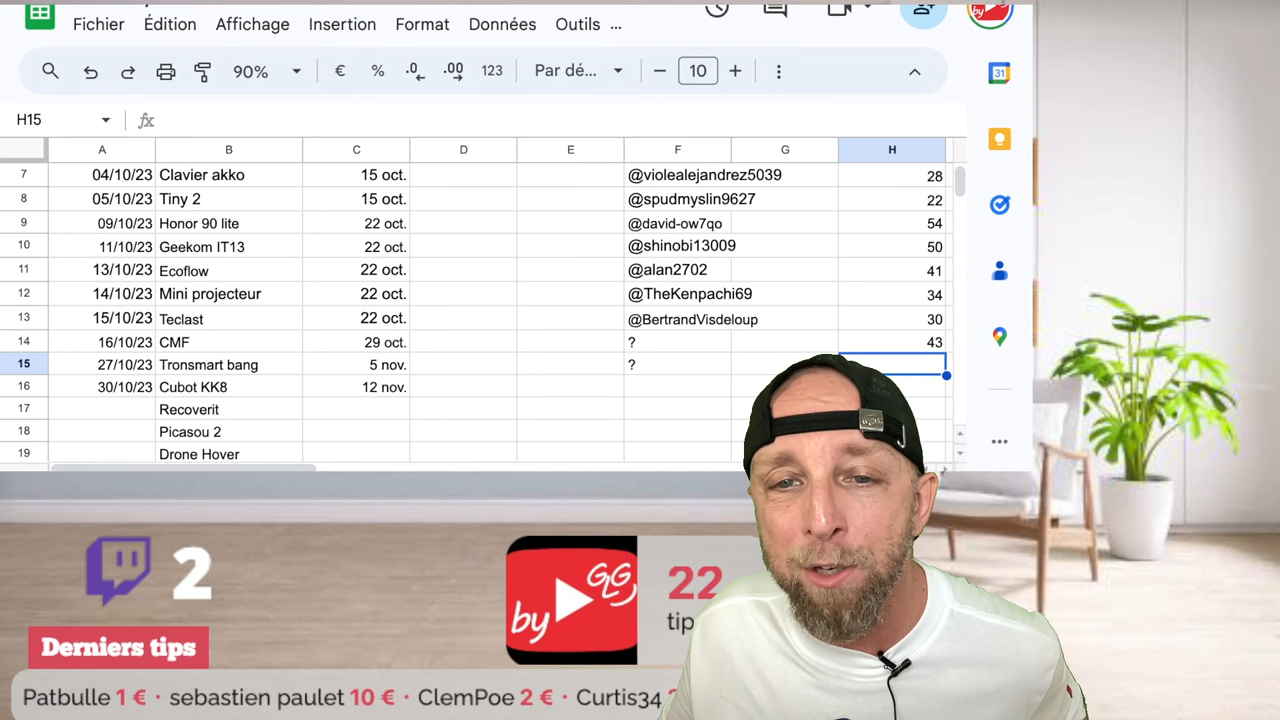 Fichier Édition Affichage Insertion Format Données Outils ...
90% € % .0 .00 123 Par dé... 10
31
H15 fx
A B C D E F G H
7 04/10/23 Clavier akko 15 oct. @violealejandrez5039 28
8 05/10/23 Tiny 2 15 oct. @spudmyslin9627 22
9 09/10/23 Honor 90 lite 22 oct. @david-ow7qo 54
10 11/10/23 Geekom IT13 22 oct. @shinobi13009 50
11 13/10/23 Ecoflow 22 oct. @alan2702 41
12 14/10/23 Mini projecteur 22 oct. @TheKenpachi69 34
13 15/10/23 Teclast 22 oct. @BertrandVisdeloup 30
14 16/10/23 CMF 29 oct. ? 43
15 27/10/23 Tronsmart bang 5 nov. ?
16 30/10/23 Cubot KK8 12 nov.
17 Recoverit
18 Picasou 2
19 Drone Hover
2
by GLG
22
tip
Derniers tips
Patbulle 1 € · sebastien paulet 10 € · ClemPoe 2 € · Curtis34